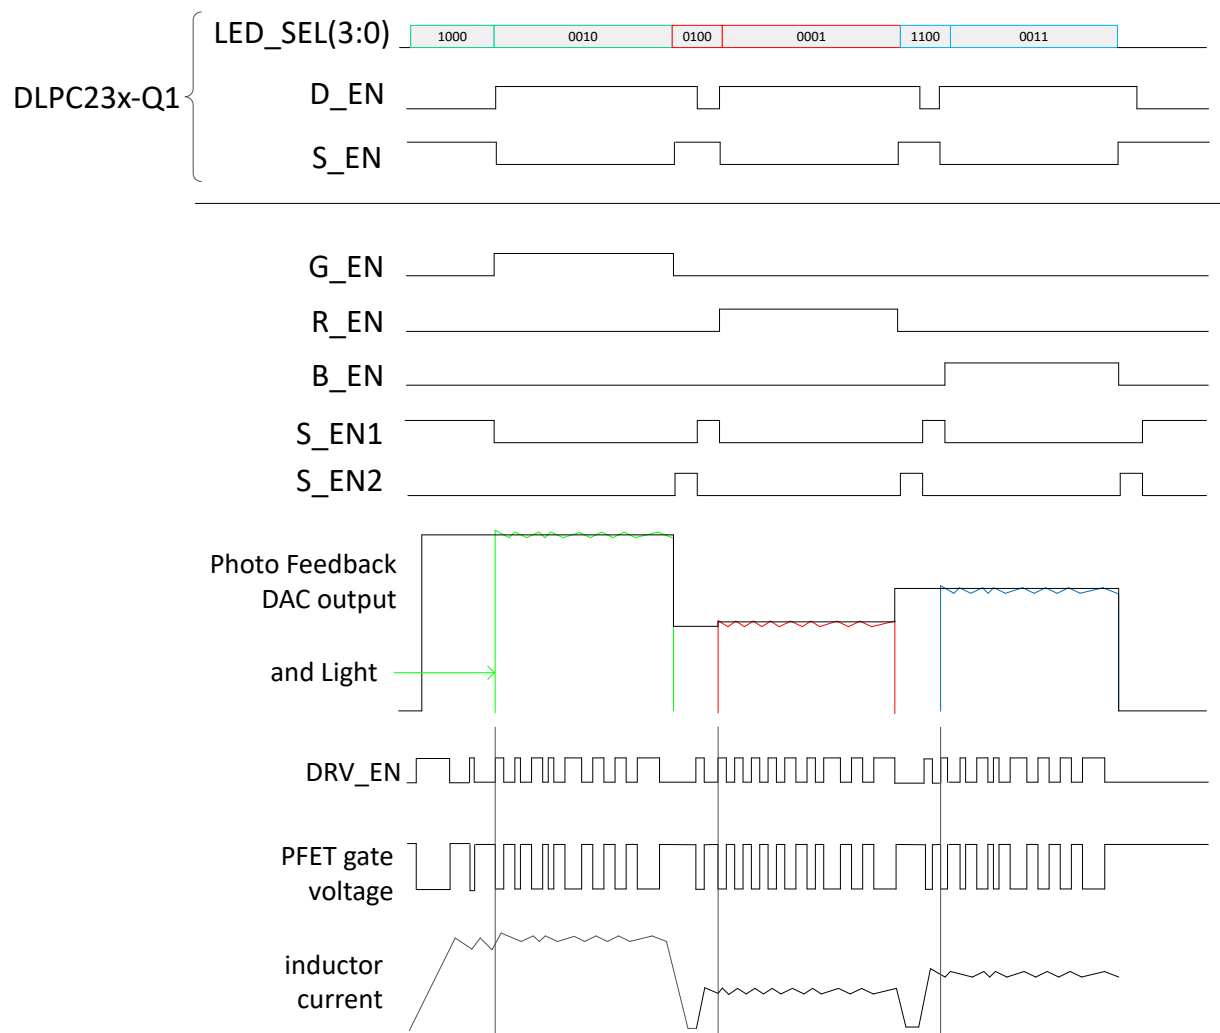 LED_SEL(3:0)
1000 0010 0100 0001 1100 0011
D_EN
DLPC23x-Q1
S_EN
G_EN
R_EN
B_EN
S_EN1
S_EN2
Photo Feedback
DAC output
and Light
DRV_EN
PFET gate
voltage
inductor
current